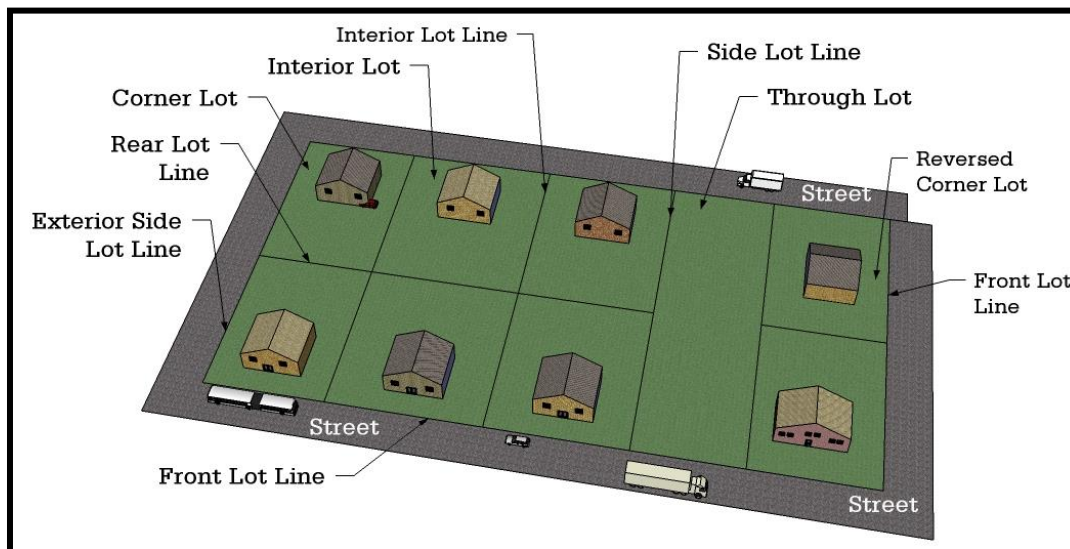 Interior Lot Line
Interior Lot
Side Lot Line
Corner Lot
Through Lot
Rear Lot
Line
Reversed
Corner Lot
Street
Exterior Side
Lot Line
Front Lot
Line
Street
Front Lot Line
Street